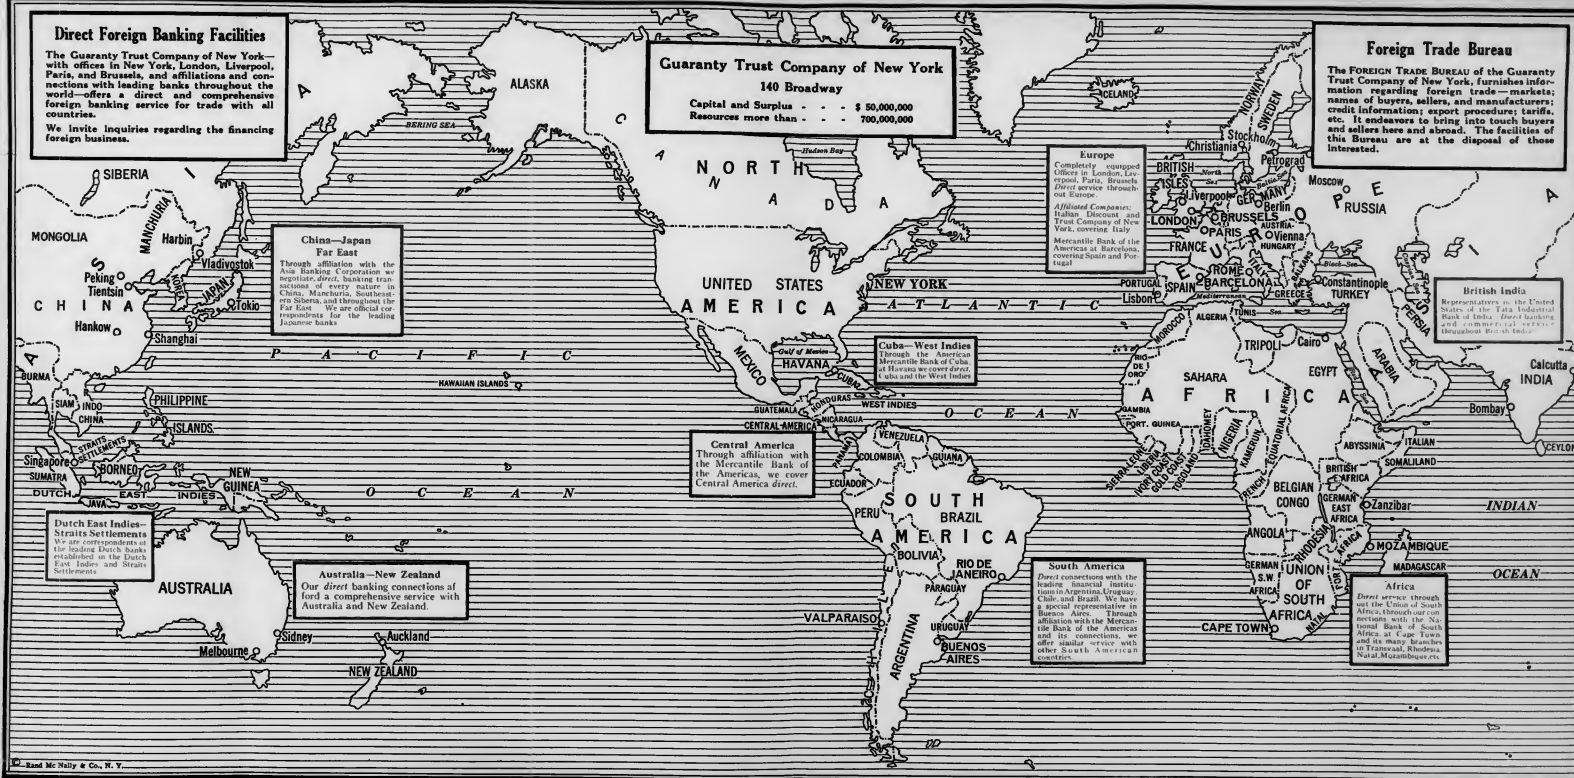 Direct Foreign Banking Facilities
The Guaranty Trust Company of New York—
with offices in New York, London, Liverpool,
Paris, and Brussels, and affiliations and con-
nections with leading banks throughout the
world—offers a direct and comprehensive
foreign banking service for trade with all
countries.
We Invite Inquiries regarding the financing
foreign business.
Guaranty Trust Company of New York
140 Broadway
Capital and Surplus - - - $ 50,000,000
Resources more than - - - 700,000,000
Foreign Trade Bureau
The FOREIGN TRADE BUREAU of the Guaranty
Trust Company of New York, furnishes infor-
mation regarding foreign trade—markets;
names of buyers, sellers, and manufacturers;
credit information; export procedure; tariffs,
etc. It endeavors to bring into touch buyers
and sellers here and abroad. The facilities of
this Bureau are at the disposal of those
interested.
China—Japan
Far East
Through affiliation with the
Asia Banking Corporation we
negotiate, direct, banking tran-
sactions of every nature in
China, Manchuria, Southeast-
ern Siberia, and throughout the
Far East We are official cor-
respondents for the leading
Japanese banks
Europe
Completely equipped
Offices in London, Liv-
erpool, Paris, Brussels
Direct service through-
out Europe.
Affiliated Companies:
Italian Discount and
Trust Company of New
York, covering Italy
Mercantile Bank of the
Americas at Barcelona,
covering Spain and Por-
tugal
British india
Representatives in the United
States of the Tata Industrial
Bank of India Direct banking
and commercial service
throughout British India
Cuba—West Indies
Through the American
Mercantile Bank of Cuba,
at Havana we cover direct,
Cuba and the West Indies
Central America
Through affiliation with
the Mercantile Bank of
the Americas, we cover
Central America direct.
Dutch East Indies—
Straits Settlements
We are correspondents of
the leading Dutch banks
established in the Dutch
East Indies and Straits
Settlements
Australia—New Zealand
Our direct banking connections af
ford a comprehensive service with
Australia and New Zealand.
South America
Direct connections with the
leading financial institu-
tions in Argentina, Uruguay,
Chile, and Brazil. We have
a special representative in
Buenos Aires. Through
affiliation with the Mercan-
tile Bank of the Americas
and its connections, we
offer similar service with
other South American
countries.
Africa
Direct service through
out the Union of South
Africa, through our con
nections with the Na-
tional Bank of South
Africa, at Cape Town
and its many branches
in Transvaal, Rhodesia
Natal, Mozambique, etc
ASIA
SIBERIA
MONGOLIA
MANCHURIA
Harbin
Vladivostok
Peking
Tientsin
KOREA
JAPAN
Tokio
CHINA
Hankow
Shanghai
BURMA
SIAM
INDO
CHINA
PHILIPPINE
ISLANDS
STRAITS
SETTLEMENTS
Singapore
SUMATRA
BORNEO
DUTCH EAST INDIES
JAVA
NEW
GUINEA
AUSTRALIA
Sidney
Melbourne
Auckland
NEW ZEALAND
BERING SEA
PACIFIC
OCEAN
HAWAIIAN ISLANDS
ALASKA
CANADA
Hudson Bay
NORTH
AMERICA
UNITED STATES
NEW YORK
MEXICO
Gulf of Mexico
HAVANA
CUBA
WEST INDIES
GUATEMALA
HONDURAS
NICARAGUA
CENTRAL AMERICA
PANAMA
ATLANTIC
OCEAN
VENEZUELA
COLOMBIA
GUIANA
ECUADOR
PERU
SOUTH
AMERICA
BRAZIL
BOLIVIA
RIO DE
JANEIRO
PARAGUAY
URUGUAY
BUENOS
AIRES
VALPARAISO
CHILE
ARGENTINA
ICELAND
NORWAY
SWEDEN
Stockholm
Christiania
Petrograd
Moscow
RUSSIA
BRITISH
ISLES
North
Sea
Baltic Sea
Liverpool
LONDON
GERMANY
Berlin
BRUSSELS
PARIS
FRANCE
AUSTRIA-
HUNGARY
Vienna
EUROPE
BALKANS
ROME
ITALY
BARCELONA
SPAIN
PORTUGAL
Lisbon
GREECE
Constantinople
TURKEY
Black Sea
Caspian Sea
Mediterranean
Sea
PERSIA
ARABIA
Red Sea
ASIA
Calcutta
INDIA
Bombay
CEYLON
MOROCCO
ALGERIA
TUNIS
TRIPOLI
Cairo
EGYPT
RIO
DE
ORO
SAHARA
AFRICA
GAMBIA
PORT. GUINEA
SIERRA-LEONE
LIBERIA
IVORY COAST
GOLD COAST
TOGOLAND
DAHOMEY
NIGERIA
KAMERUN
FRENCH EQUATORIAL AFRICA
ABYSSINIA
ITALIAN
SOMALILAND
BRITISH
E. AFRICA
BELGIAN
CONGO
GERMAN
EAST
AFRICA
Zanzibar
ANGOLA
RHODESIA
PORT. E. AFRICA
MOZAMBIQUE
MADAGASCAR
GERMAN
S.W.
AFRICA
UNION
OF
SOUTH
AFRICA
NATAL
CAPE TOWN
INDIAN
OCEAN
© Rand McNally & Co., N. Y.